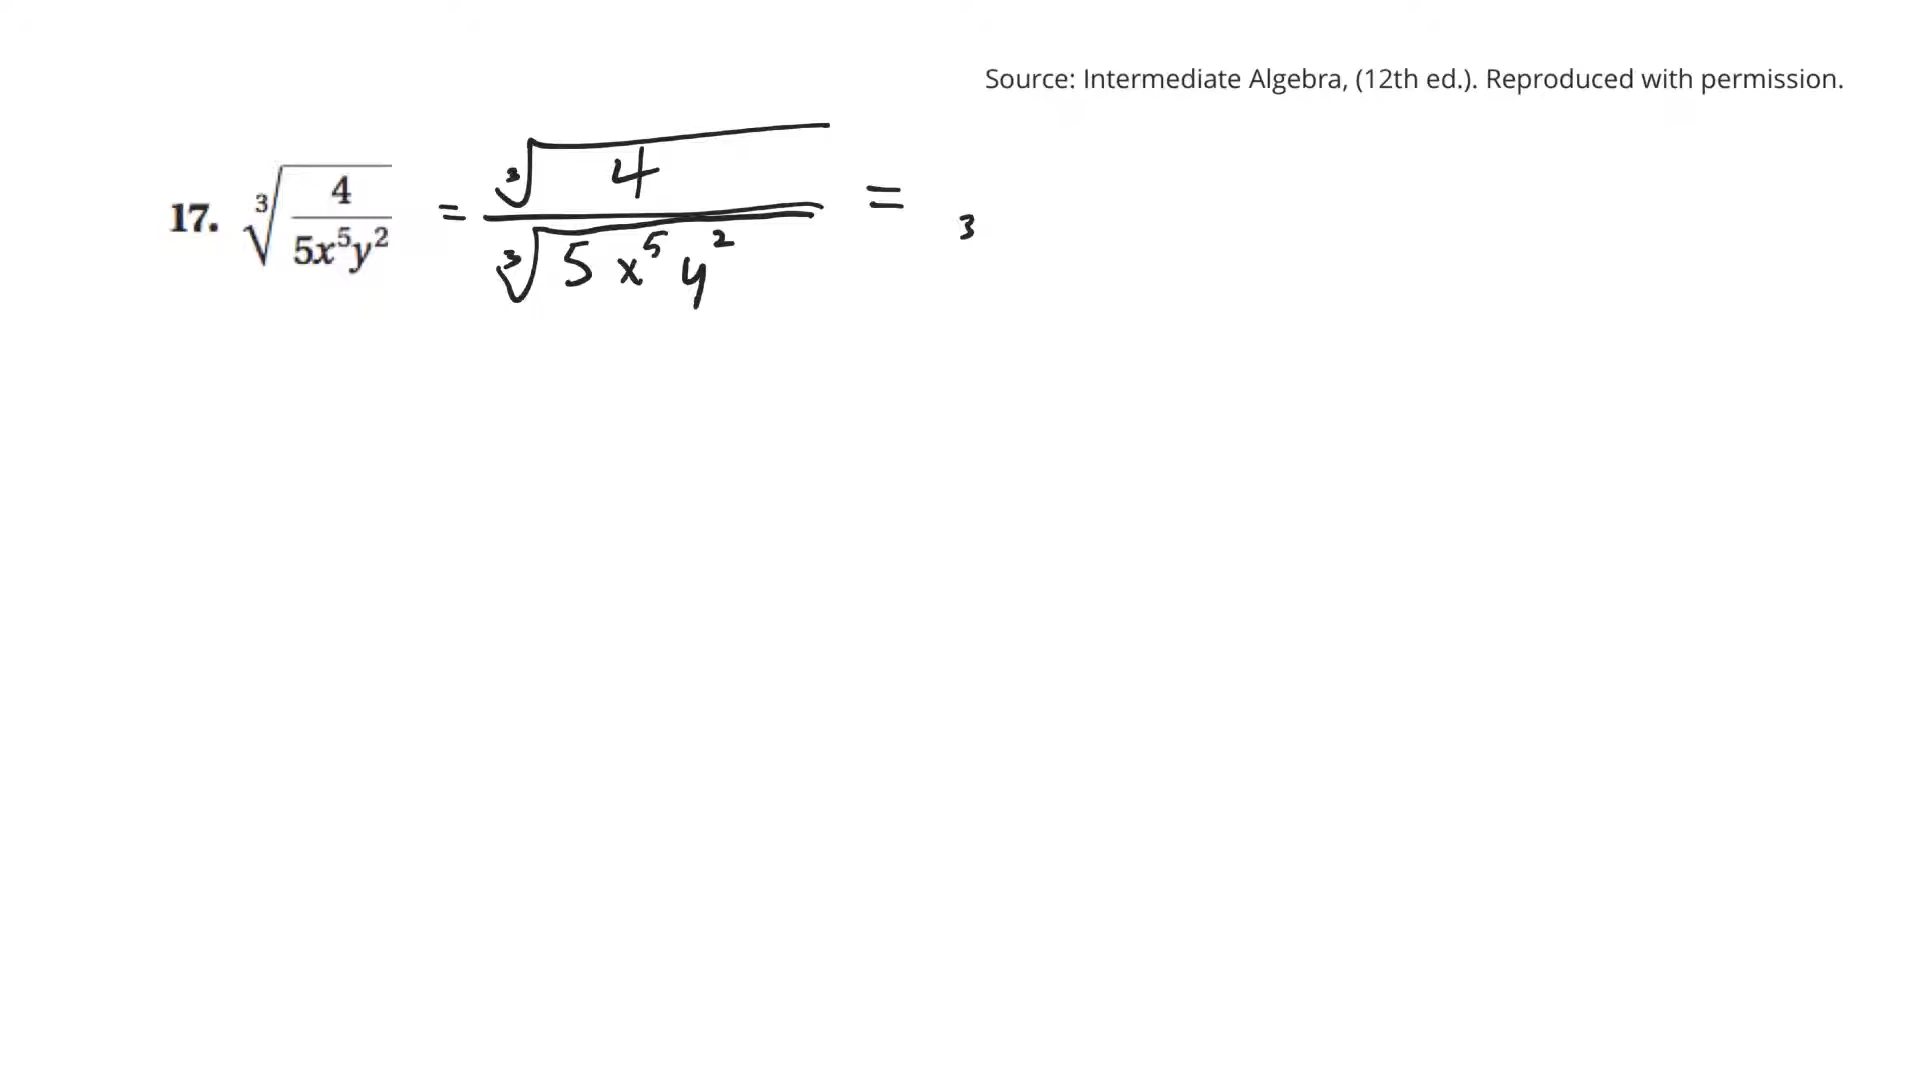 Source: Intermediate Algebra, (12th ed.). Reproduced with permission.
17. ∛(4/(5x⁵y²)) = ∛4 / ∛(5x⁵y²) = 3